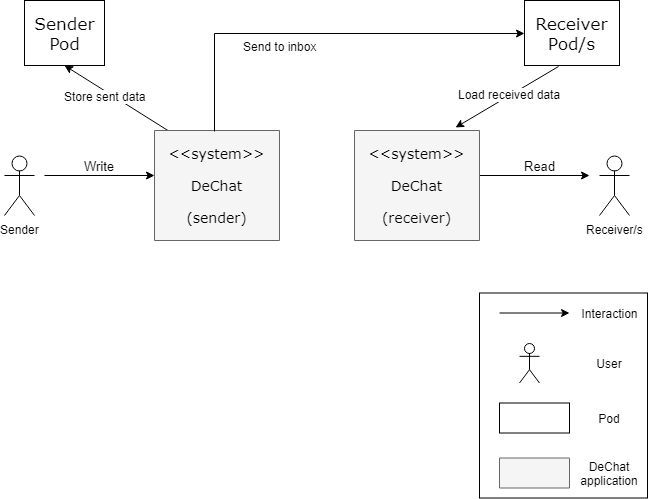 Sender
Pod
Receiver
Pod/s
Send to inbox
Store sent data
Load received data
<<system>>
DeChat
(sender)
<<system>>
DeChat
(receiver)
Write
Read
Sender
Receiver/s
Interaction
User
Pod
DeChat
application